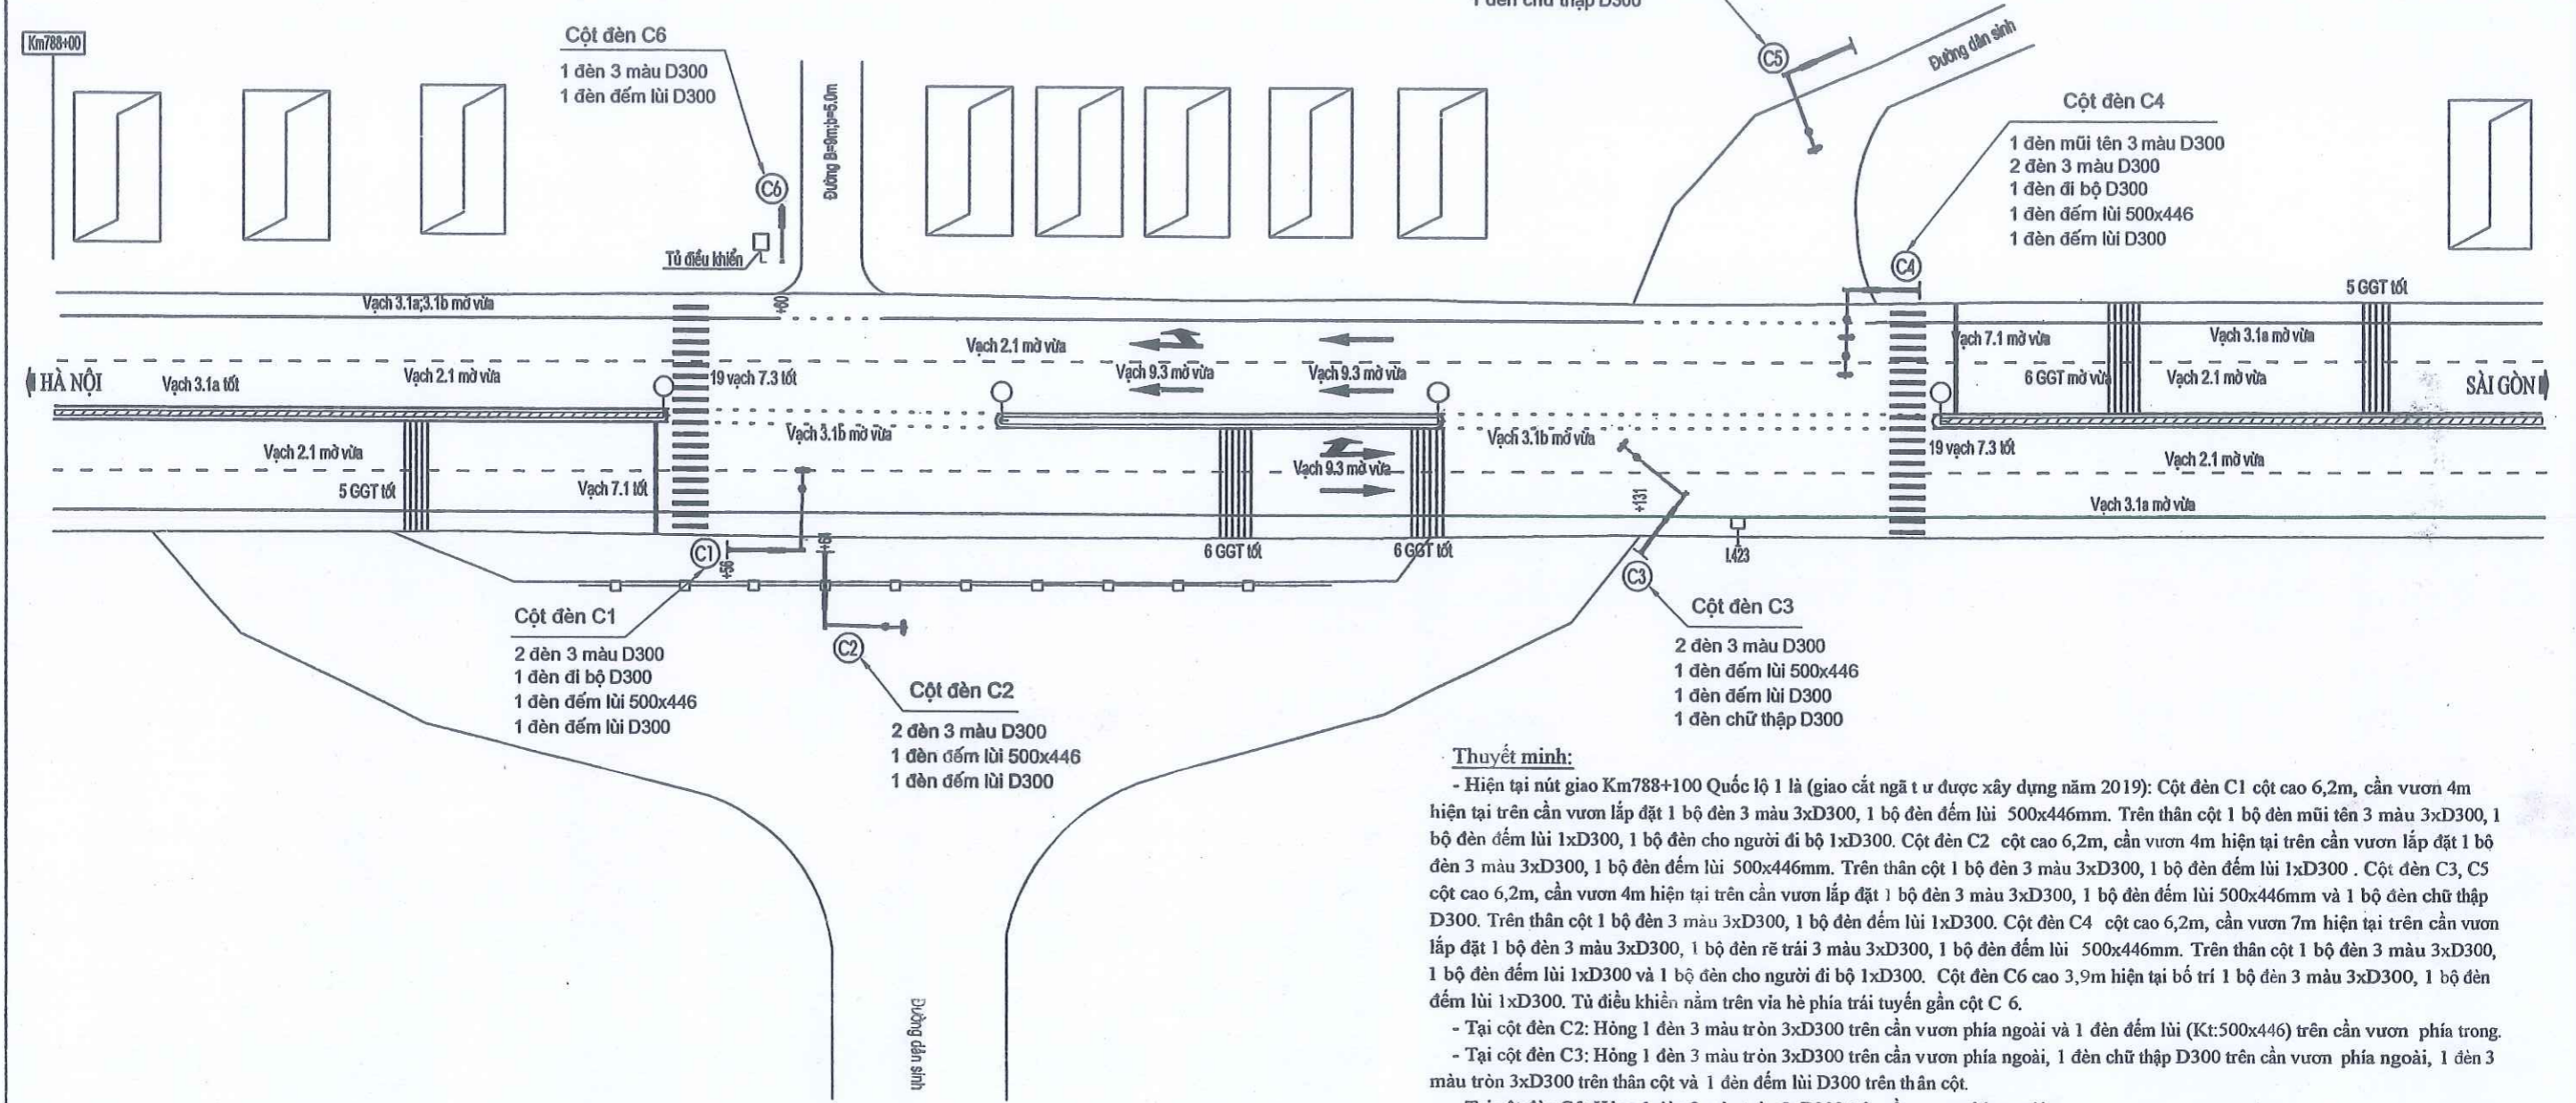 1 đèn chữ thập D300
Km788+00
Cột đèn C6
1 đèn 3 màu D300
1 đèn đếm lùi D300
C6
Tủ điều khiển
Đường B=9m;b=5.0m
C5
Đường dân sinh
Cột đèn C4
1 đèn mũi tên 3 màu D300
2 đèn 3 màu D300
1 đèn đi bộ D300
1 đèn đếm lùi 500x446
1 đèn đếm lùi D300
C4
5 GGT tốt
Vạch 3.1a;3.1b mờ vừa
+60
Vạch 2.1 mờ vừa
Vạch 7.1 mờ vừa
Vạch 3.1a mờ vừa
HÀ NỘI
Vạch 3.1a tốt
Vạch 2.1 mờ vừa
19 vạch 7.3 tốt
Vạch 9.3 mờ vừa
Vạch 9.3 mờ vừa
6 GGT mờ vừa
Vạch 2.1 mờ vừa
SÀI GÒN
Vạch 2.1 mờ vừa
Vạch 3.1b mờ vừa
Vạch 3.1b mờ vừa
19 vạch 7.3 tốt
Vạch 2.1 mờ vừa
5 GGT tốt
Vạch 7.1 tốt
Vạch 9.3 mờ vừa
+131
Vạch 3.1a mờ vừa
C1
+56
6 GGT tốt
6 GGT tốt
L423
C3
Cột đèn C1
2 đèn 3 màu D300
1 đèn đi bộ D300
1 đèn đếm lùi 500x446
1 đèn đếm lùi D300
C2
Cột đèn C2
2 đèn 3 màu D300
1 đèn đếm lùi 500x446
1 đèn đếm lùi D300
Cột đèn C3
2 đèn 3 màu D300
1 đèn đếm lùi 500x446
1 đèn đếm lùi D300
1 đèn chữ thập D300
Đường dân sinh
Thuyết minh:
- Hiện tại nút giao Km788+100 Quốc lộ 1 là (giao cắt ngã t ư được xây dựng năm 2019): Cột đèn C1 cột cao 6,2m, cần vươn 4m
hiện tại trên cần vươn lắp đặt 1 bộ đèn 3 màu 3xD300, 1 bộ đèn đếm lùi 500x446mm. Trên thân cột 1 bộ đèn mũi tên 3 màu 3xD300, 1
bộ đèn đếm lùi 1xD300, 1 bộ đèn cho người đi bộ 1xD300. Cột đèn C2 cột cao 6,2m, cần vươn 4m hiện tại trên cần vươn lắp đặt 1 bộ
đèn 3 màu 3xD300, 1 bộ đèn đếm lùi 500x446mm. Trên thân cột 1 bộ đèn 3 màu 3xD300, 1 bộ đèn đếm lùi 1xD300 . Cột đèn C3, C5
cột cao 6,2m, cần vươn 4m hiện tại trên cần vươn lắp đặt 1 bộ đèn 3 màu 3xD300, 1 bộ đèn đếm lùi 500x446mm và 1 bộ đèn chữ thập
D300. Trên thân cột 1 bộ đèn 3 màu 3xD300, 1 bộ đèn đếm lùi 1xD300. Cột đèn C4 cột cao 6,2m, cần vươn 7m hiện tại trên cần vươn
lắp đặt 1 bộ đèn 3 màu 3xD300, 1 bộ đèn rẽ trái 3 màu 3xD300, 1 bộ đèn đếm lùi 500x446mm. Trên thân cột 1 bộ đèn 3 màu 3xD300,
1 bộ đèn đếm lùi 1xD300 và 1 bộ đèn cho người đi bộ 1xD300. Cột đèn C6 cao 3,9m hiện tại bố trí 1 bộ đèn 3 màu 3xD300, 1 bộ đèn
đếm lùi 1xD300. Tủ điều khiển nằm trên via hè phía trái tuyến gần cột C 6.
- Tại cột đèn C2: Hỏng 1 đèn 3 màu tròn 3xD300 trên cần vươn phía ngoài và 1 đèn đếm lùi (Kt:500x446) trên cần vươn phía trong.
- Tại cột đèn C3: Hỏng 1 đèn 3 màu tròn 3xD300 trên cần vươn phía ngoài, 1 đèn chữ thập D300 trên cần vươn phía ngoài, 1 đèn 3
màu tròn 3xD300 trên thân cột và 1 đèn đếm lùi D300 trên thân cột.